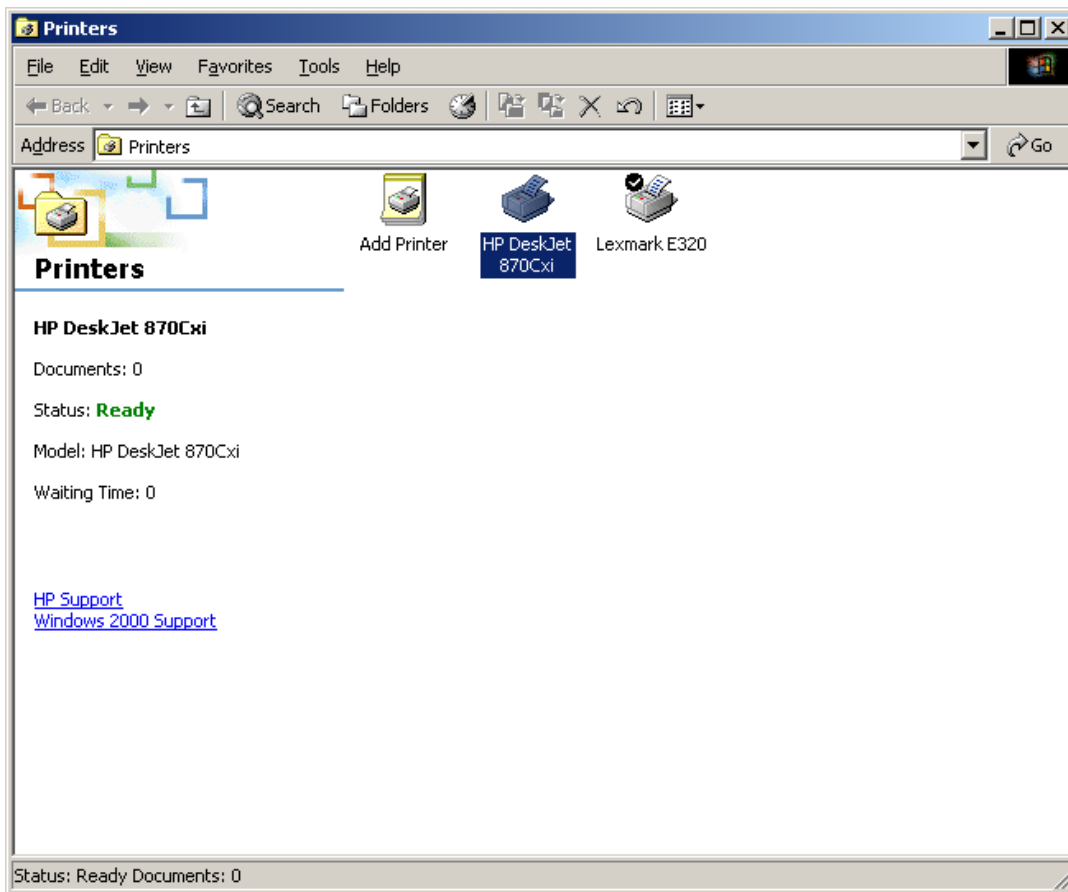 Printers
File Edit View Favorites Tools Help
Back Search Folders
Address Printers Go
Add Printer
HP DeskJet
870Cxi
Lexmark E320
Printers
HP DeskJet 870Cxi
Documents: 0
Status: Ready
Model: HP DeskJet 870Cxi
Waiting Time: 0
HP Support
Windows 2000 Support
Status: Ready Documents: 0